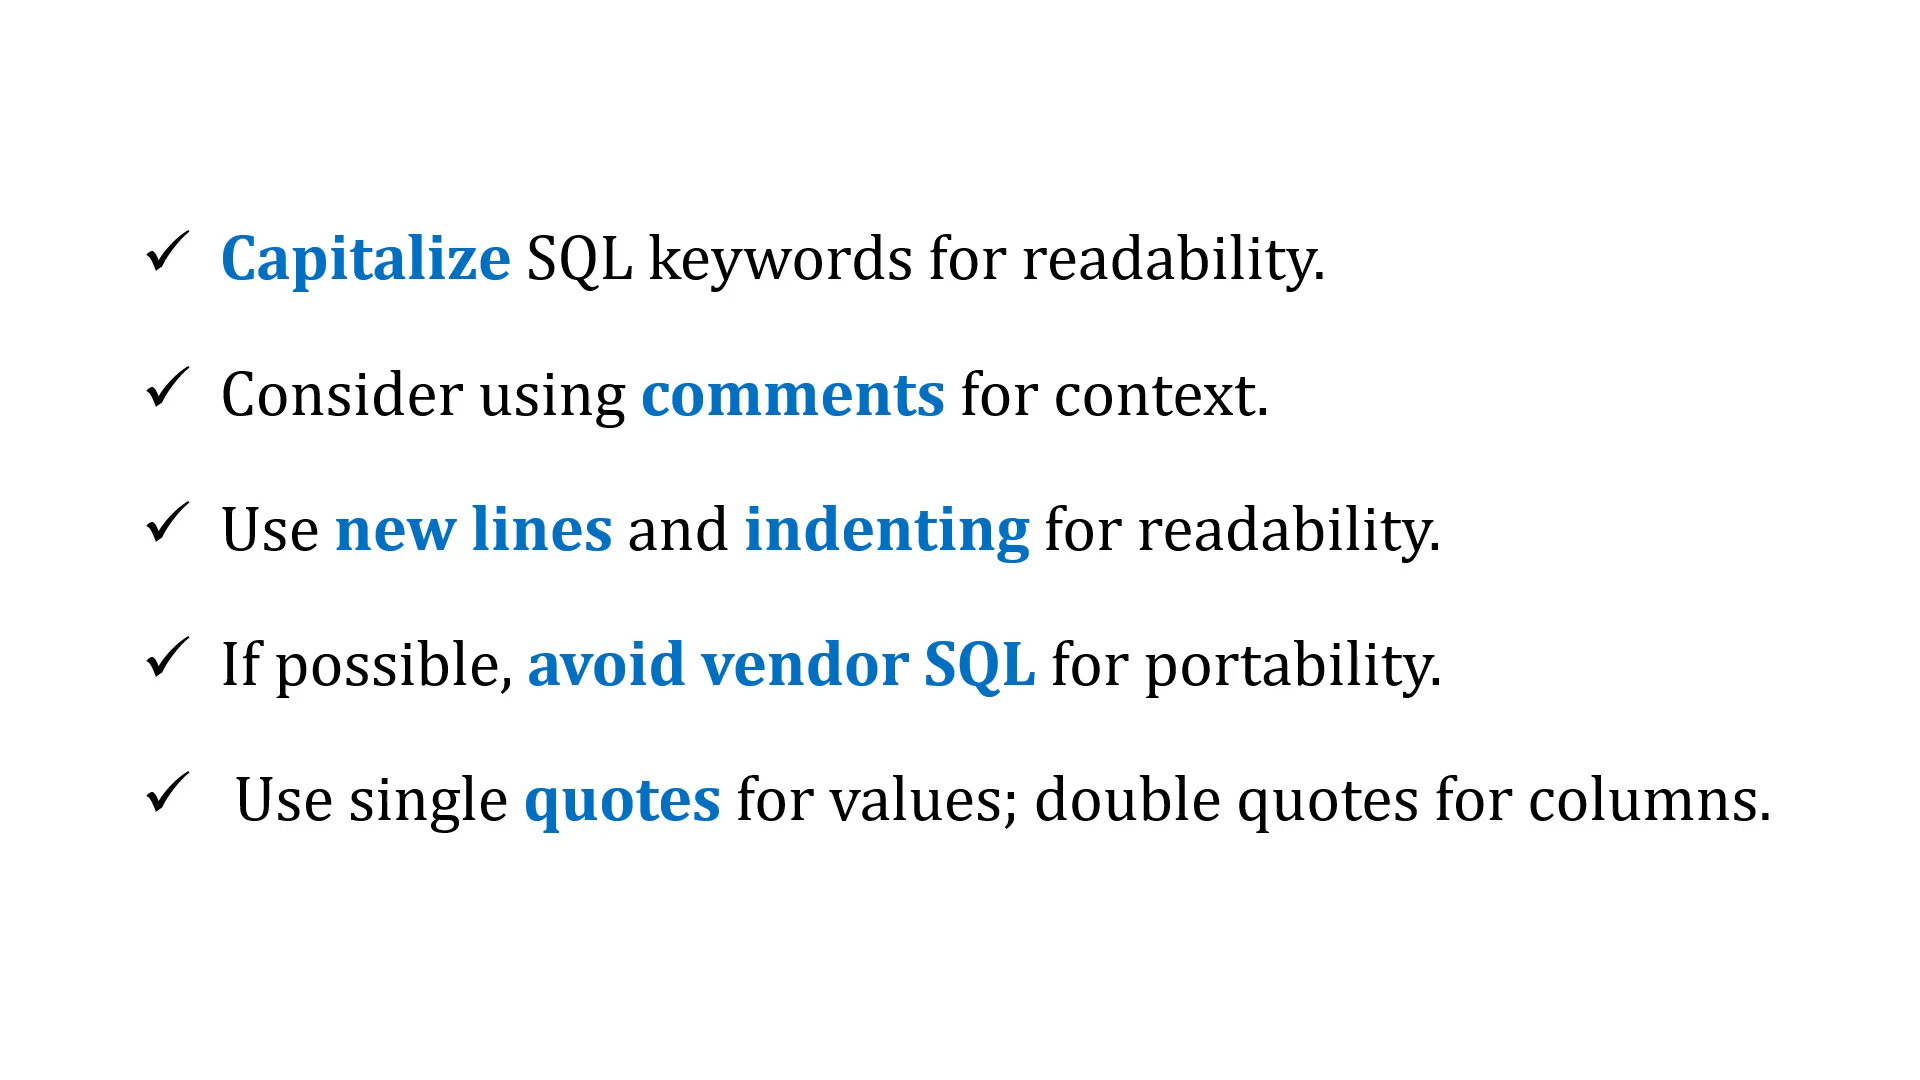 ✓ Capitalize SQL keywords for readability.
✓ Consider using comments for context.
✓ Use new lines and indenting for readability.
✓ If possible, avoid vendor SQL for portability.
✓ Use single quotes for values; double quotes for columns.